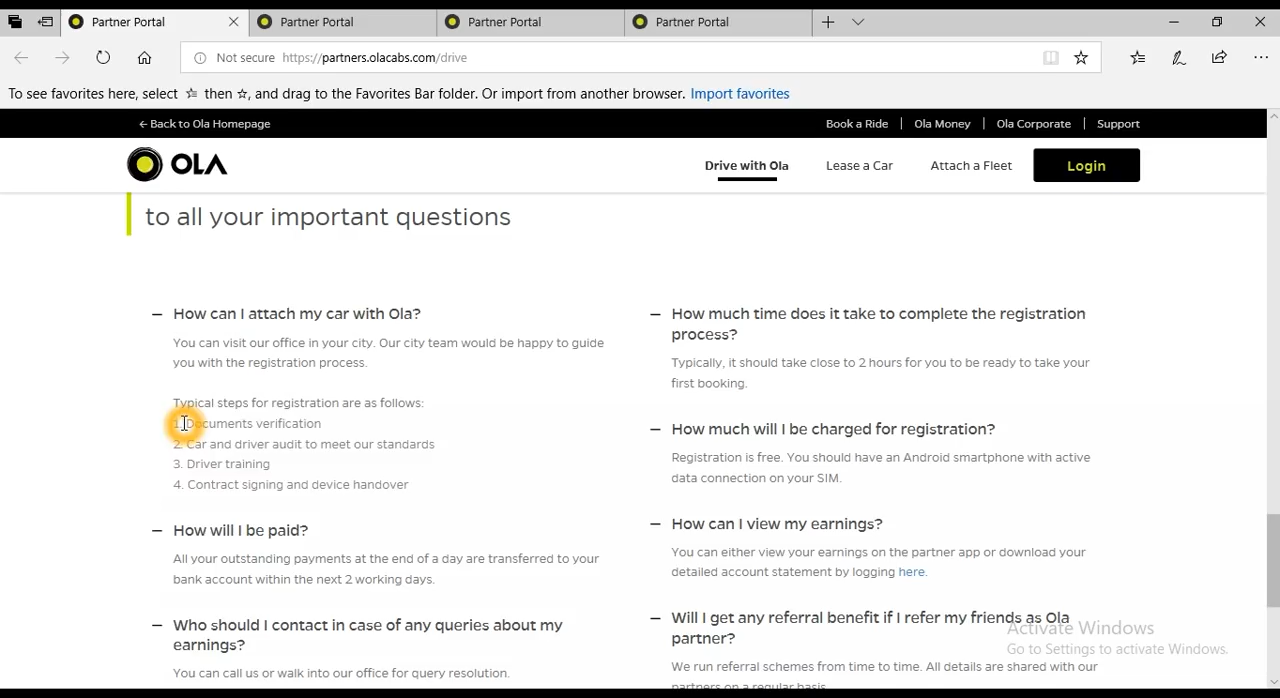 Partner Portal
Partner Portal
Partner Portal
Partner Portal
Not secure https://partners.olacabs.com/drive
To see favorites here, select then , and drag to the Favorites Bar folder. Or import from another browser. Import favorites
← Back to Ola Homepage
Book a Ride | Ola Money | Ola Corporate | Support
OLA
Drive with Ola
Lease a Car
Attach a Fleet
Login
to all your important questions
– How can I attach my car with Ola?
You can visit our office in your city. Our city team would be happy to guide
you with the registration process.
Typical steps for registration are as follows:
1. Documents verification
2. Car and driver audit to meet our standards
3. Driver training
4. Contract signing and device handover
– How will I be paid?
All your outstanding payments at the end of a day are transferred to your
bank account within the next 2 working days.
– Who should I contact in case of any queries about my
earnings?
You can call us or walk into our office for query resolution.
– How much time does it take to complete the registration
process?
Typically, it should take close to 2 hours for you to be ready to take your
first booking.
– How much will I be charged for registration?
Registration is free. You should have an Android smartphone with active
data connection on your SIM.
– How can I view my earnings?
You can either view your earnings on the partner app or download your
detailed account statement by logging here.
– Will I get any referral benefit if I refer my friends as Ola
partner?
We run referral schemes from time to time. All details are shared with our
partners on a regular basis
Activate Windows
Go to Settings to activate Windows.